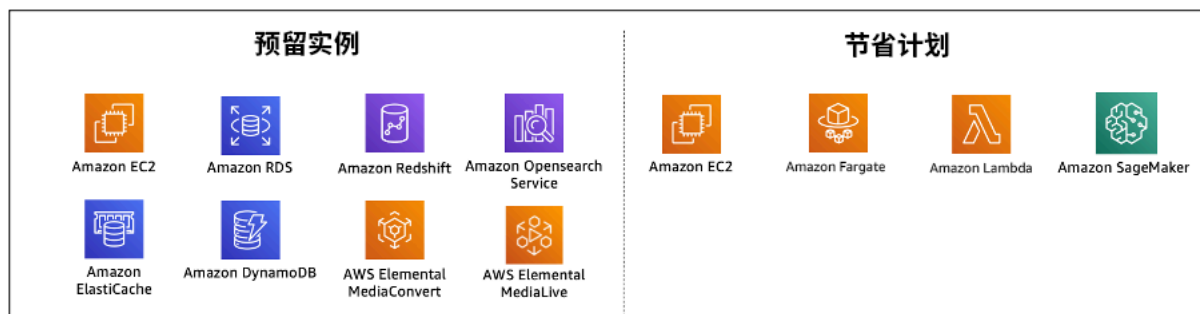 预留实例
节省计划
Amazon EC2
Amazon RDS
Amazon Redshift
Amazon Opensearch
Service
Amazon EC2
Amazon Fargate
Amazon Lambda
Amazon SageMaker
Amazon
ElastiCache
Amazon DynamoDB
AWS Elemental
MediaConvert
AWS Elemental
MediaLive